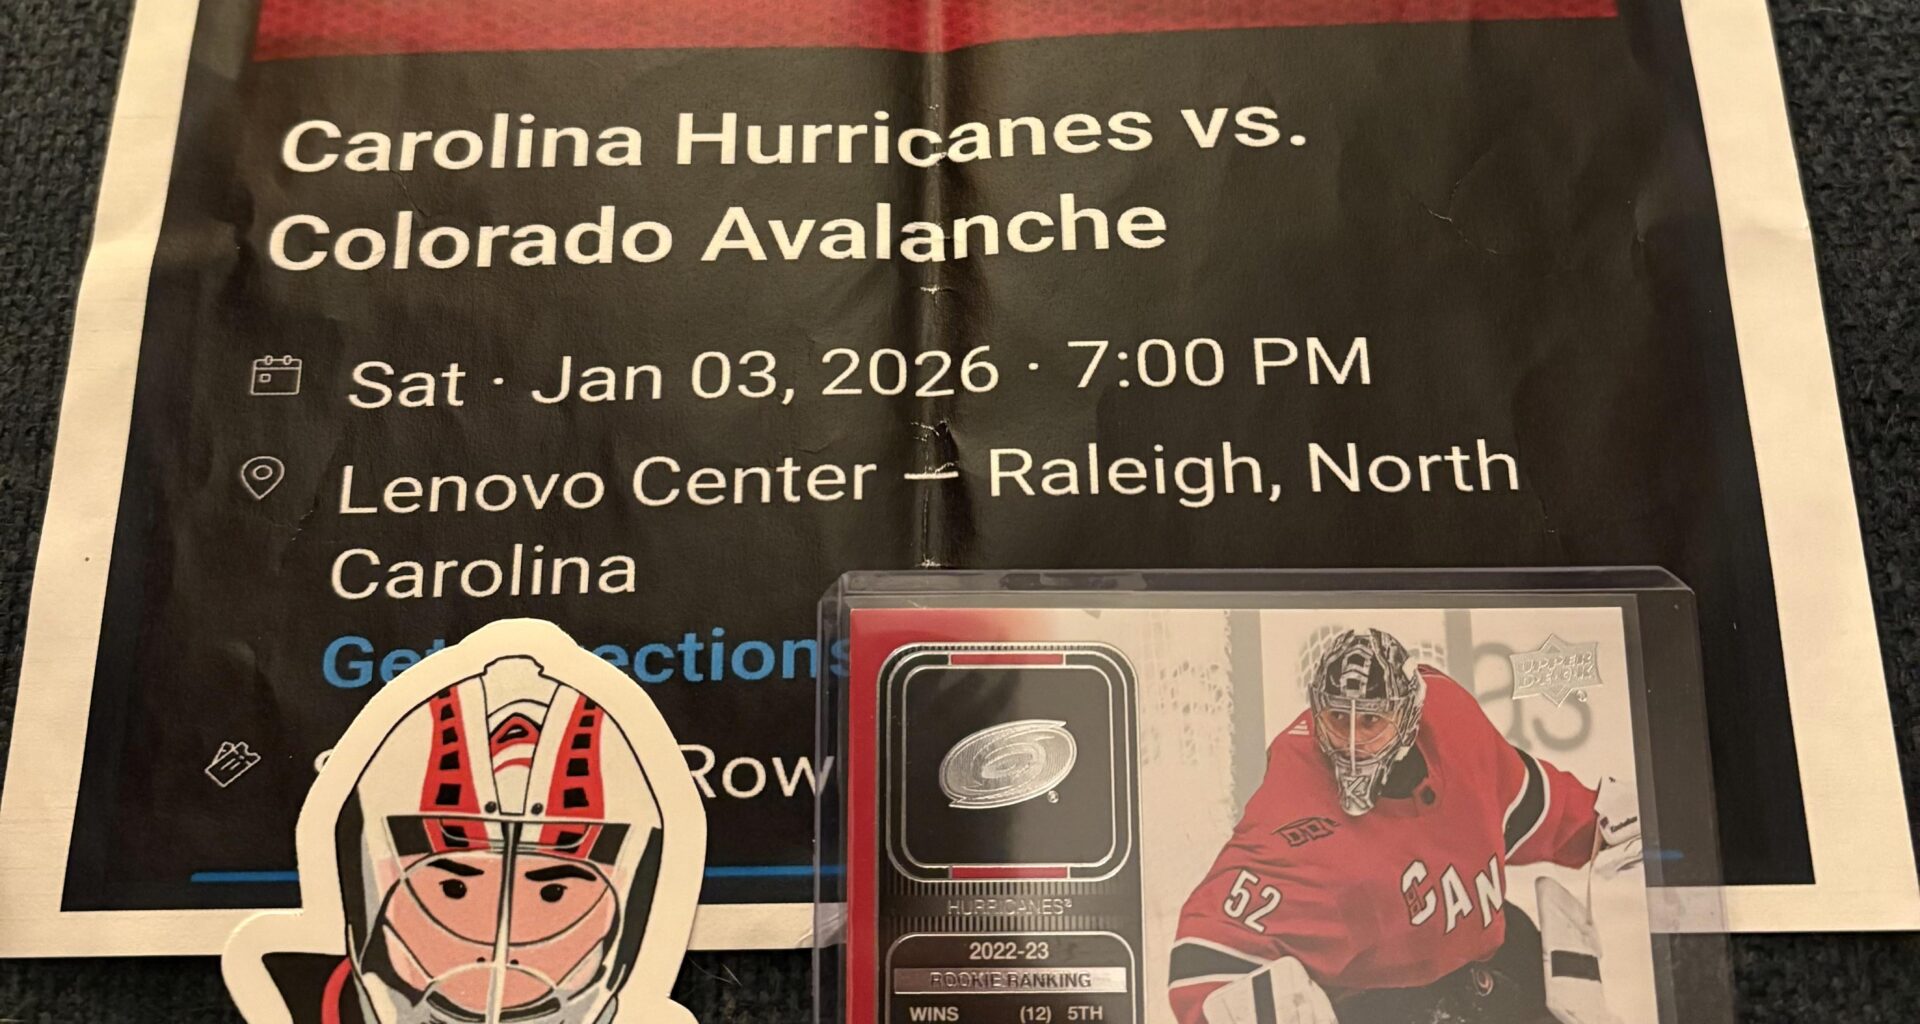 Carolina Hurricanes vs.
Colorado Avalanche
Sat · Jan 03, 2026 · 7:00 PM
Lenovo Center — Raleigh, North
Carolina
Row
UPPER
DECK
HURRICANES
2022-23
ROOKIE RANKING
WINS (12) 5TH
52
CAN